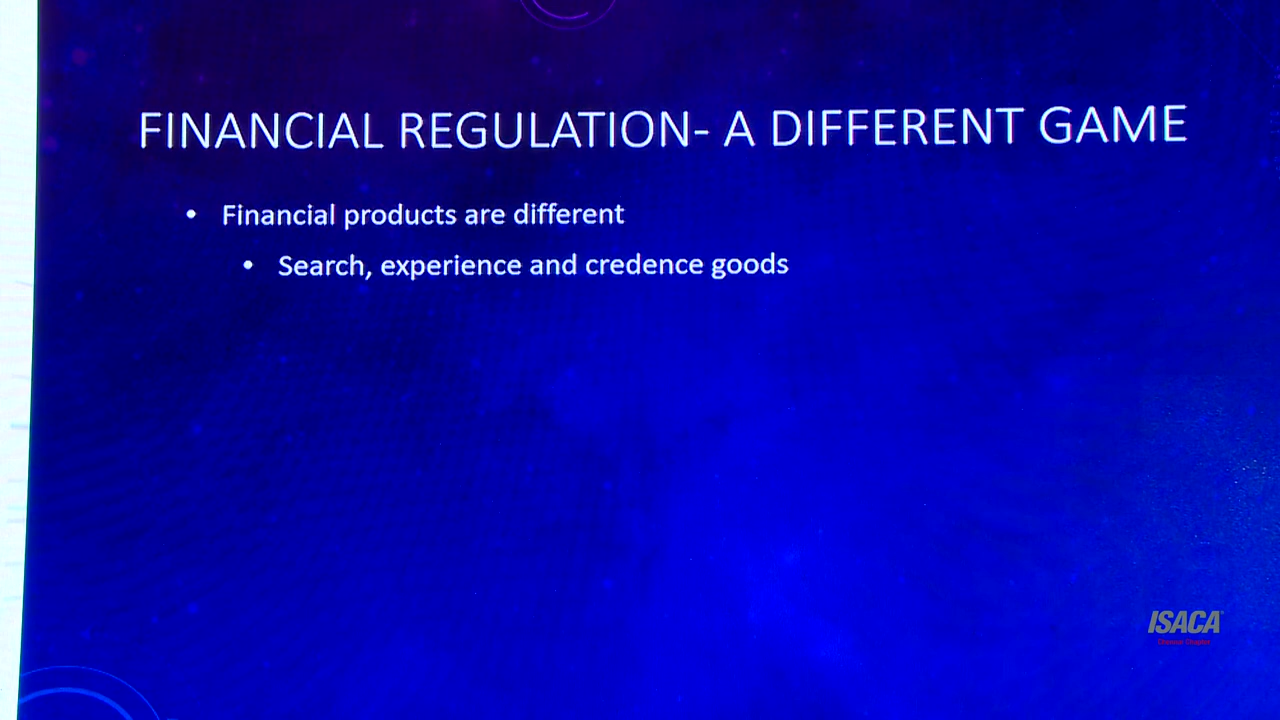 FINANCIAL REGULATION- A DIFFERENT GAME
• Financial products are different
• Search, experience and credence goods
ISACA